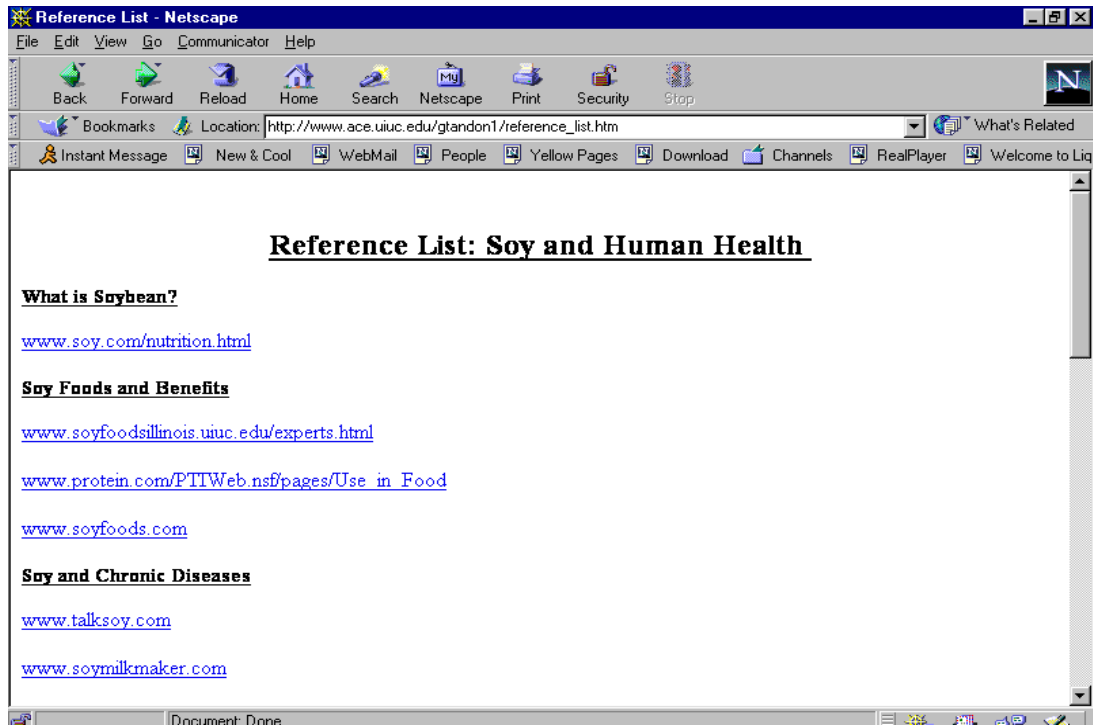 Reference List - Netscape
File Edit View Go Communicator Help
Back Forward Reload Home Search Netscape Print Security Stop
My
N
Bookmarks Location: http://www.ace.uiuc.edu/gtandon1/reference_list.htm What's Related
Instant Message New & Cool WebMail People Yellow Pages Download Channels RealPlayer Welcome to Liq
Reference List: Soy and Human Health
What is Soybean?
www.soy.com/nutrition.html
Soy Foods and Benefits
www.soyfoodsillinois.uiuc.edu/experts.html
www.protein.com/PTIWeb.nsf/pages/Use_in_Food
www.soyfoods.com
Soy and Chronic Diseases
www.talksoy.com
www.soymilkmaker.com
Document: Done